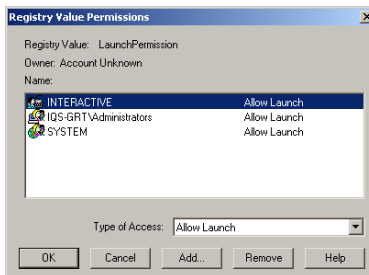 Registry Value Permissions
Registry Value: LaunchPermission
Owner: Account Unknown
Name:
INTERACTIVE Allow Launch
IQS-GRT\Administrators Allow Launch
SYSTEM Allow Launch
Type of Access: Allow Launch
OK Cancel Add... Remove Help